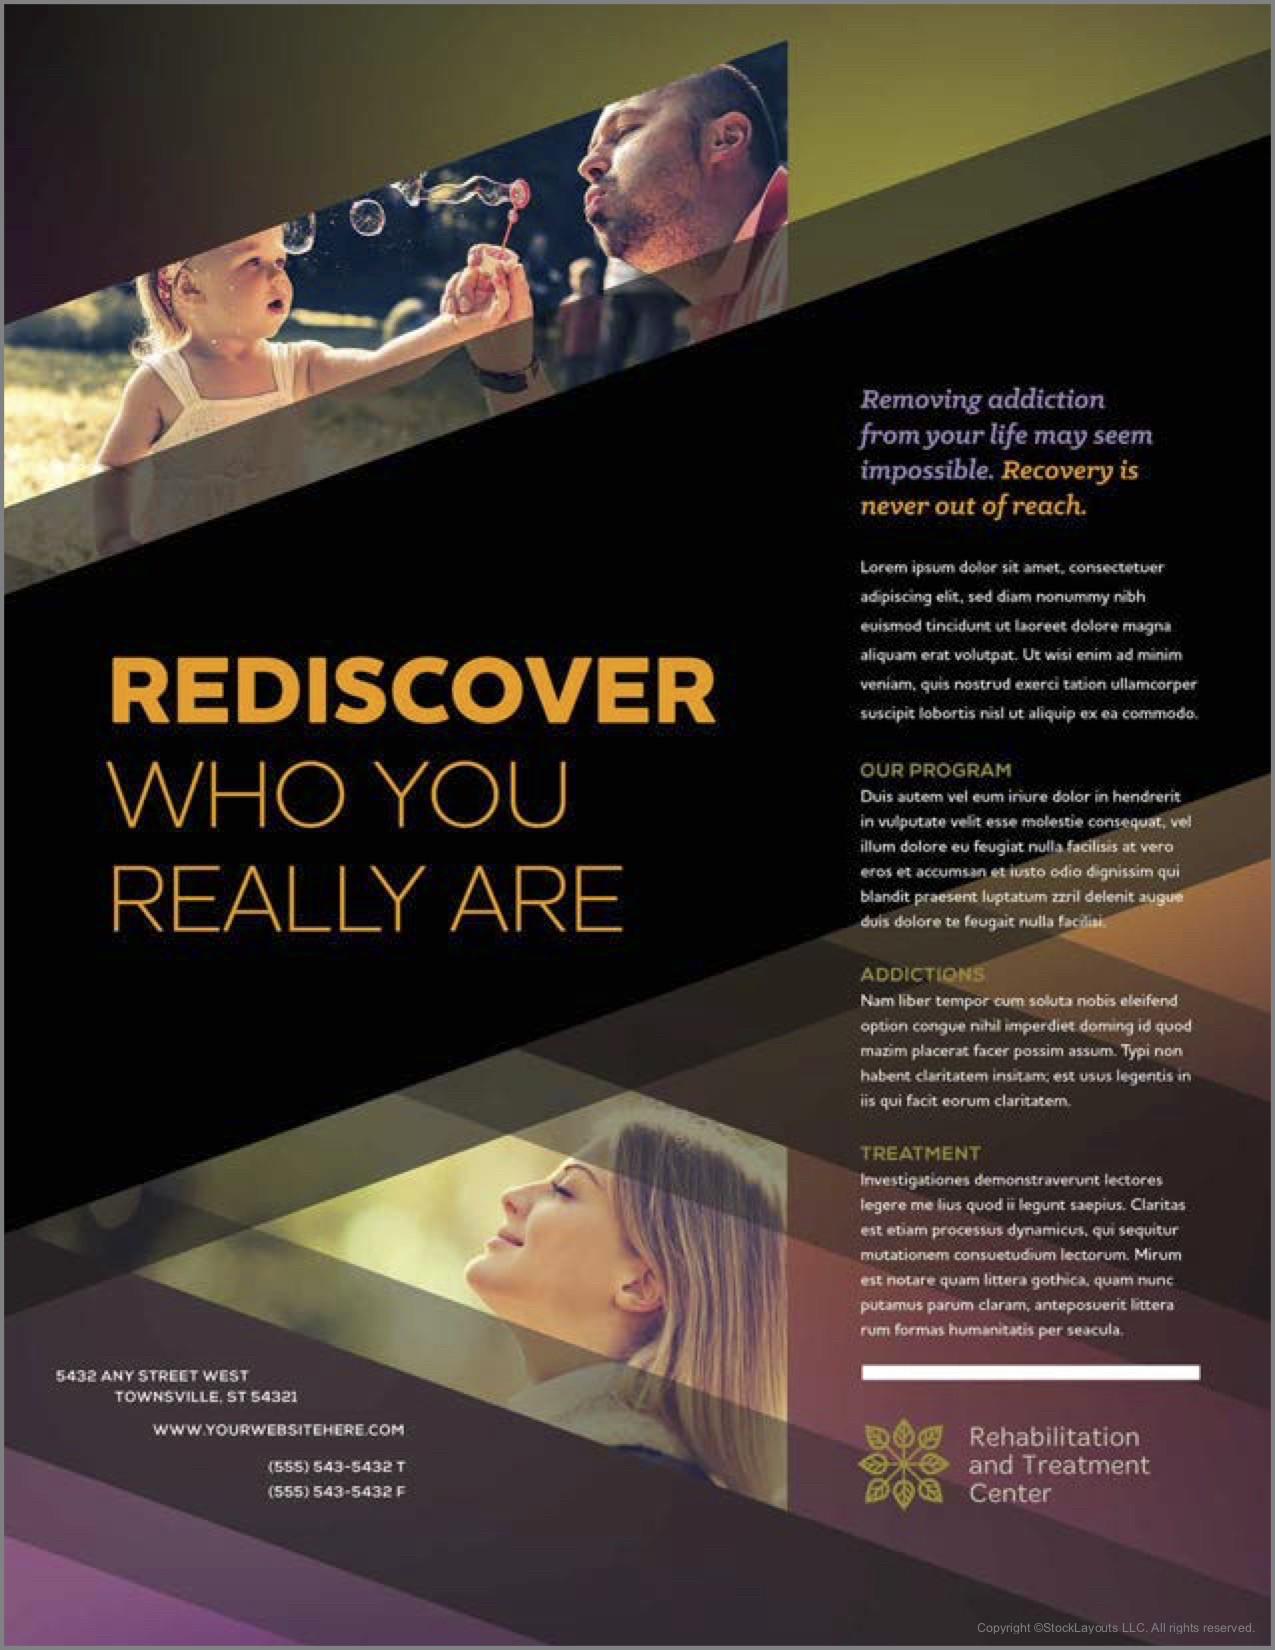 REDISCOVER
WHO YOU
REALLY ARE
Removing addiction
from your life may seem
impossible. Recovery is
never out of reach.
Lorem ipsum dolor sit amet, consectetuer
adipiscing elit, sed diam nonummy nibh
euismod tincidunt ut laoreet dolore magna
aliquam erat volutpat. Ut wisi enim ad minim
veniam, quis nostrud exerci tation ullamcorper
suscipit lobortis nisl ut aliquip ex ea commodo.
OUR PROGRAM
Duis autem vel eum iriure dolor in hendrerit
in vulputate velit esse molestie consequat, vel
illum dolore eu feugiat nulla facilisis at vero
eros et accumsan et iusto odio dignissim qui
blandit praesent luptatum zzril delenit augue
duis dolore te feugait nulla facilisi.
ADDICTIONS
Nam liber tempor cum soluta nobis eleifend
option congue nihil imperdiet doming id quod
mazim placerat facer possim assum. Typi non
habent claritatem insitam; est usus legentis in
iis qui facit eorum claritatem.
TREATMENT
Investigationes demonstraverunt lectores
legere me lius quod ii legunt saepius. Claritas
est etiam processus dynamicus, qui sequitur
mutationem consuetudium lectorum. Mirum
est notare quam littera gothica, quam nunc
putamus parum claram, anteposuerit littera
rum formas humanitatis per seacula.
5432 ANY STREET WEST
TOWNSVILLE, ST 54321
WWW.YOURWEBSITEHERE.COM
(555) 543-5432 T
(555) 543-5432 F
Rehabilitation
and Treatment
Center
Copyright ©StockLayouts LLC. All rights reserved.